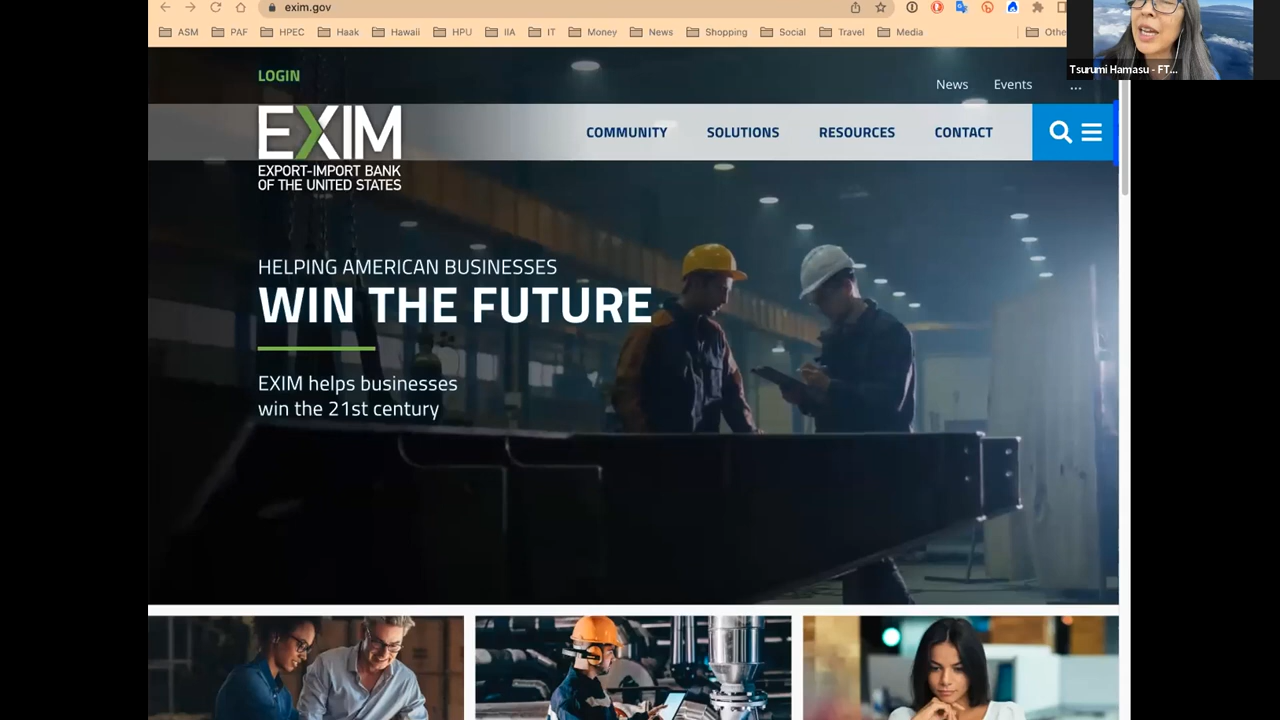 exim.gov
ASM PAF HPEC Haak Hawaii HPU IIA IT Money News Shopping Social Travel Media Othe
Tsurumi Hamasu - FT...
LOGIN
News Events ...
EXIM
EXPORT-IMPORT BANK
OF THE UNITED STATES
COMMUNITY SOLUTIONS RESOURCES CONTACT
HELPING AMERICAN BUSINESSES
WIN THE FUTURE
EXIM helps businesses
win the 21st century